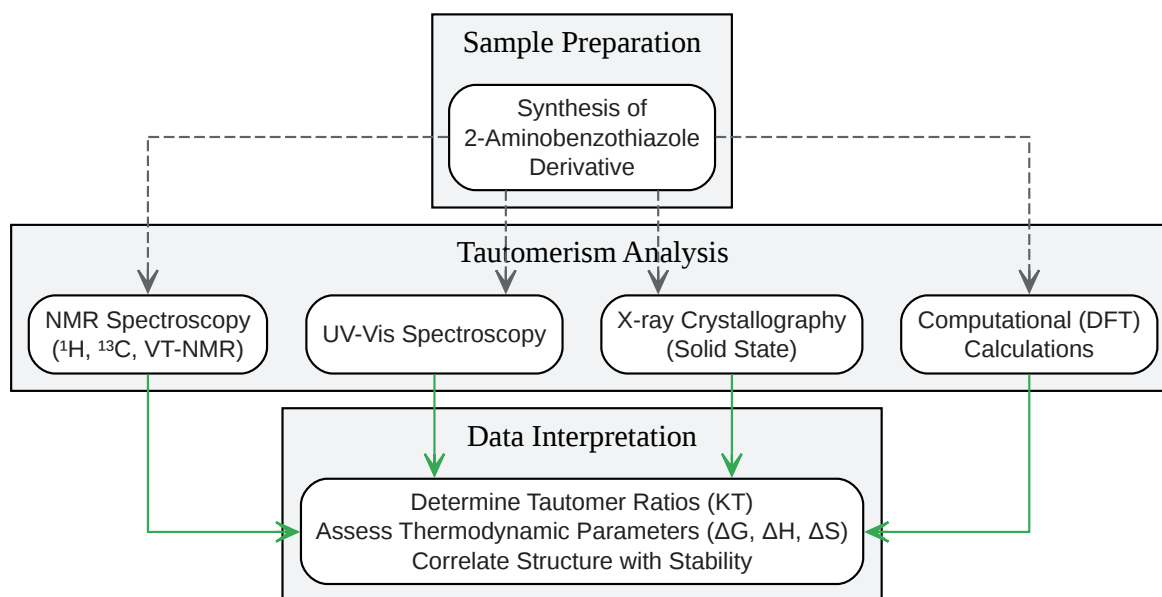 Sample Preparation
Synthesis of
2-Aminobenzothiazole
Derivative
Tautomerism Analysis
NMR Spectroscopy
(¹H, ¹³C, VT-NMR)
UV-Vis Spectroscopy
X-ray Crystallography
(Solid State)
Computational (DFT)
Calculations
Data Interpretation
Determine Tautomer Ratios (KT)
Assess Thermodynamic Parameters (ΔG, ΔH, ΔS)
Correlate Structure with Stability